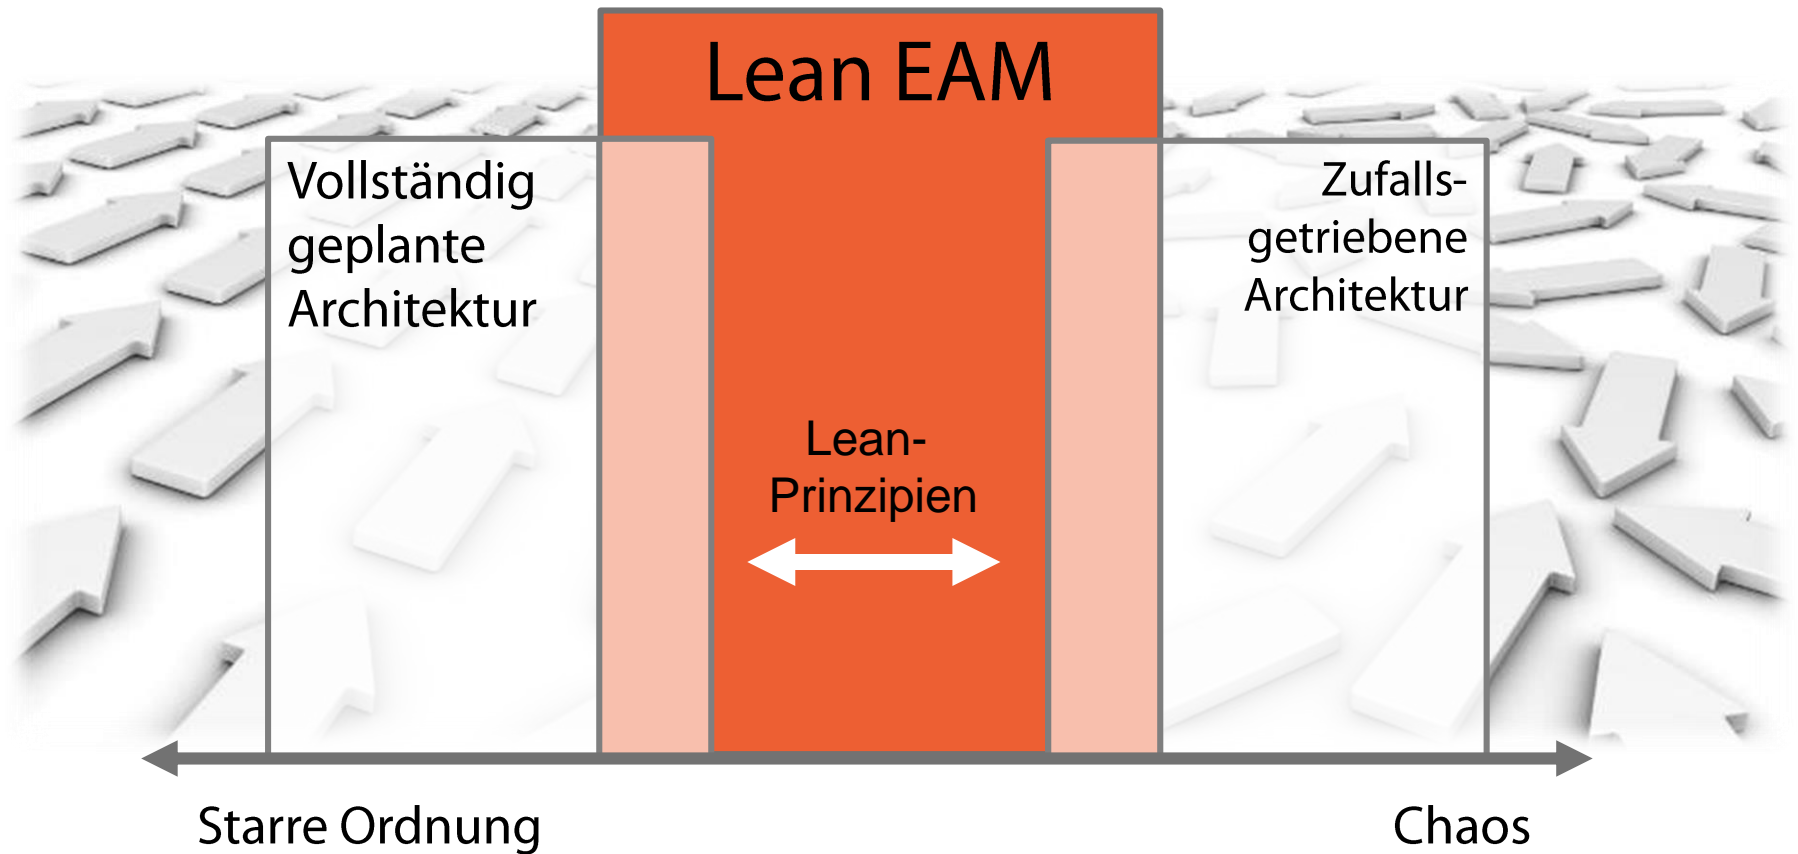 Lean EAM
Vollständig
geplante
Architektur
Zufalls-
getriebene
Architektur
Lean-
Prinzipien
Starre Ordnung
Chaos